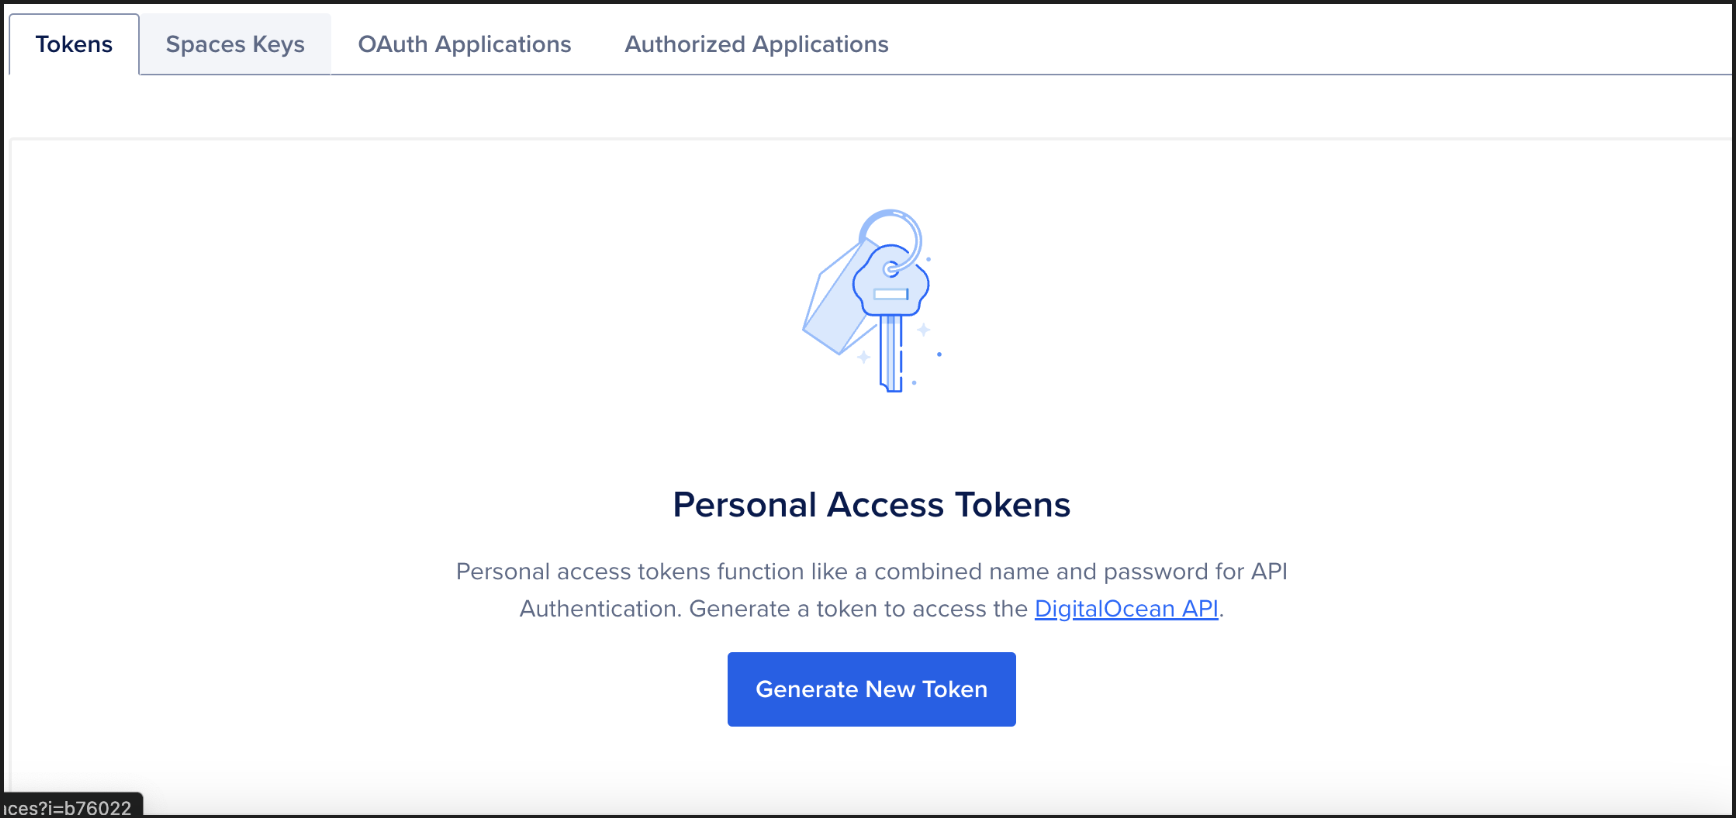 Tokens
Spaces Keys
OAuth Applications
Authorized Applications
Personal Access Tokens
Personal access tokens function like a combined name and password for API
Authentication. Generate a token to access the DigitalOcean API.
Generate New Token
aces?i=b76022